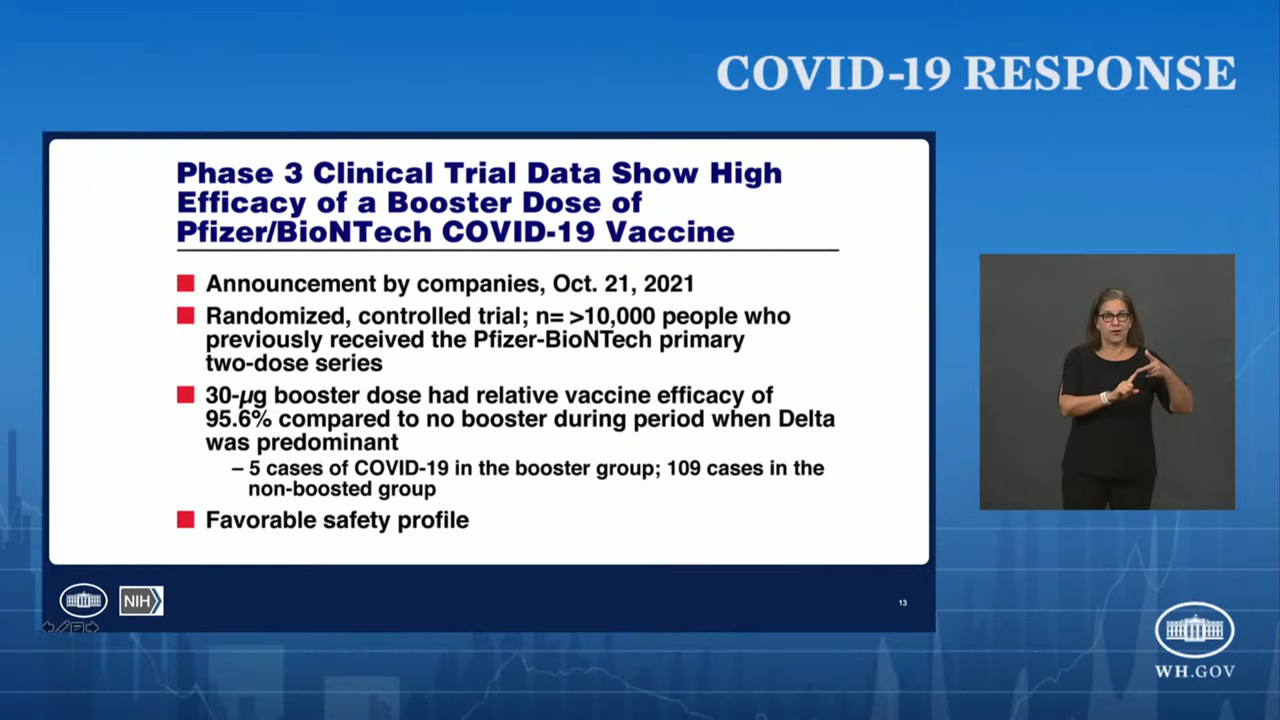 COVID-19 RESPONSE
Phase 3 Clinical Trial Data Show High
Efficacy of a Booster Dose of
Pfizer/BioNTech COVID-19 Vaccine
■ Announcement by companies, Oct. 21, 2021
■ Randomized, controlled trial; n= >10,000 people who
previously received the Pfizer-BioNTech primary
two-dose series
■ 30-µg booster dose had relative vaccine efficacy of
95.6% compared to no booster during period when Delta
was predominant
– 5 cases of COVID-19 in the booster group; 109 cases in the
non-boosted group
■ Favorable safety profile
NIH
13
WH.GOV